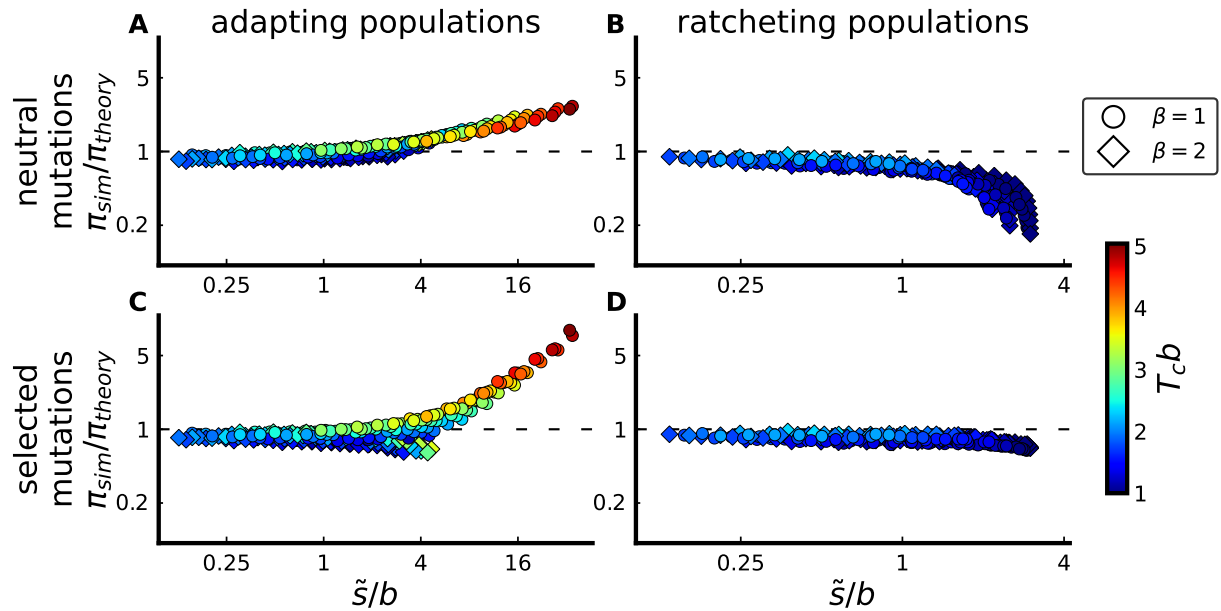 A adapting populations
B ratcheting populations
neutral
mutations
π_sim/π_theory
5
1
0.2
0.25 1 4 16
5
1
0.2
0.25 1 4
β = 1
β = 2
C
D
selected
mutations
π_sim/π_theory
5
1
0.2
0.25 1 4 16
s̃/b
5
1
0.2
0.25 1 4
s̃/b
5
4
3
2
1
T_c b